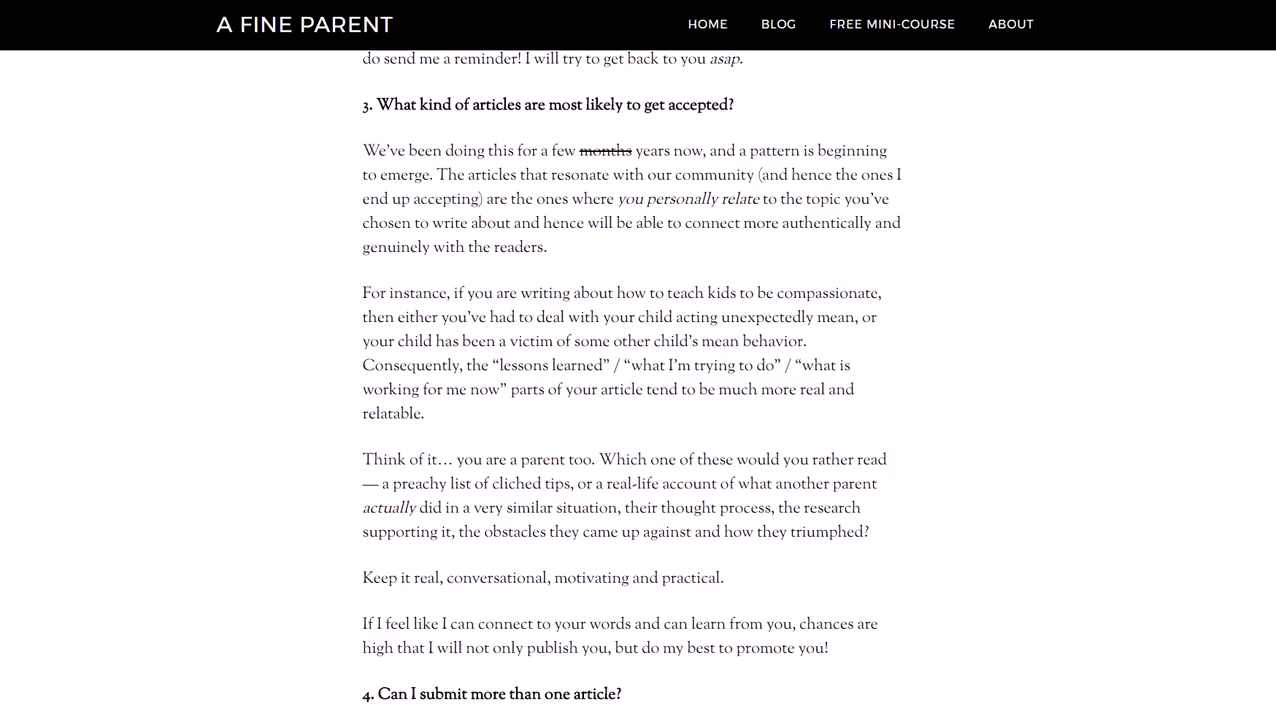 A FINE PARENT
HOME BLOG FREE MINI-COURSE ABOUT
do send me a reminder! I will try to get back to you asap.
3. What kind of articles are most likely to get accepted?
We’ve been doing this for a few months years now, and a pattern is beginning
to emerge. The articles that resonate with our community (and hence the ones I
end up accepting) are the ones where you personally relate to the topic you’ve
chosen to write about and hence will be able to connect more authentically and
genuinely with the readers.
For instance, if you are writing about how to teach kids to be compassionate,
then either you’ve had to deal with your child acting unexpectedly mean, or
your child has been a victim of some other child’s mean behavior.
Consequently, the “lessons learned” / “what I’m trying to do” / “what is
working for me now” parts of your article tend to be much more real and
relatable.
Think of it… you are a parent too. Which one of these would you rather read
— a preachy list of cliched tips, or a real-life account of what another parent
actually did in a very similar situation, their thought process, the research
supporting it, the obstacles they came up against and how they triumphed?
Keep it real, conversational, motivating and practical.
If I feel like I can connect to your words and can learn from you, chances are
high that I will not only publish you, but do my best to promote you!
4. Can I submit more than one article?